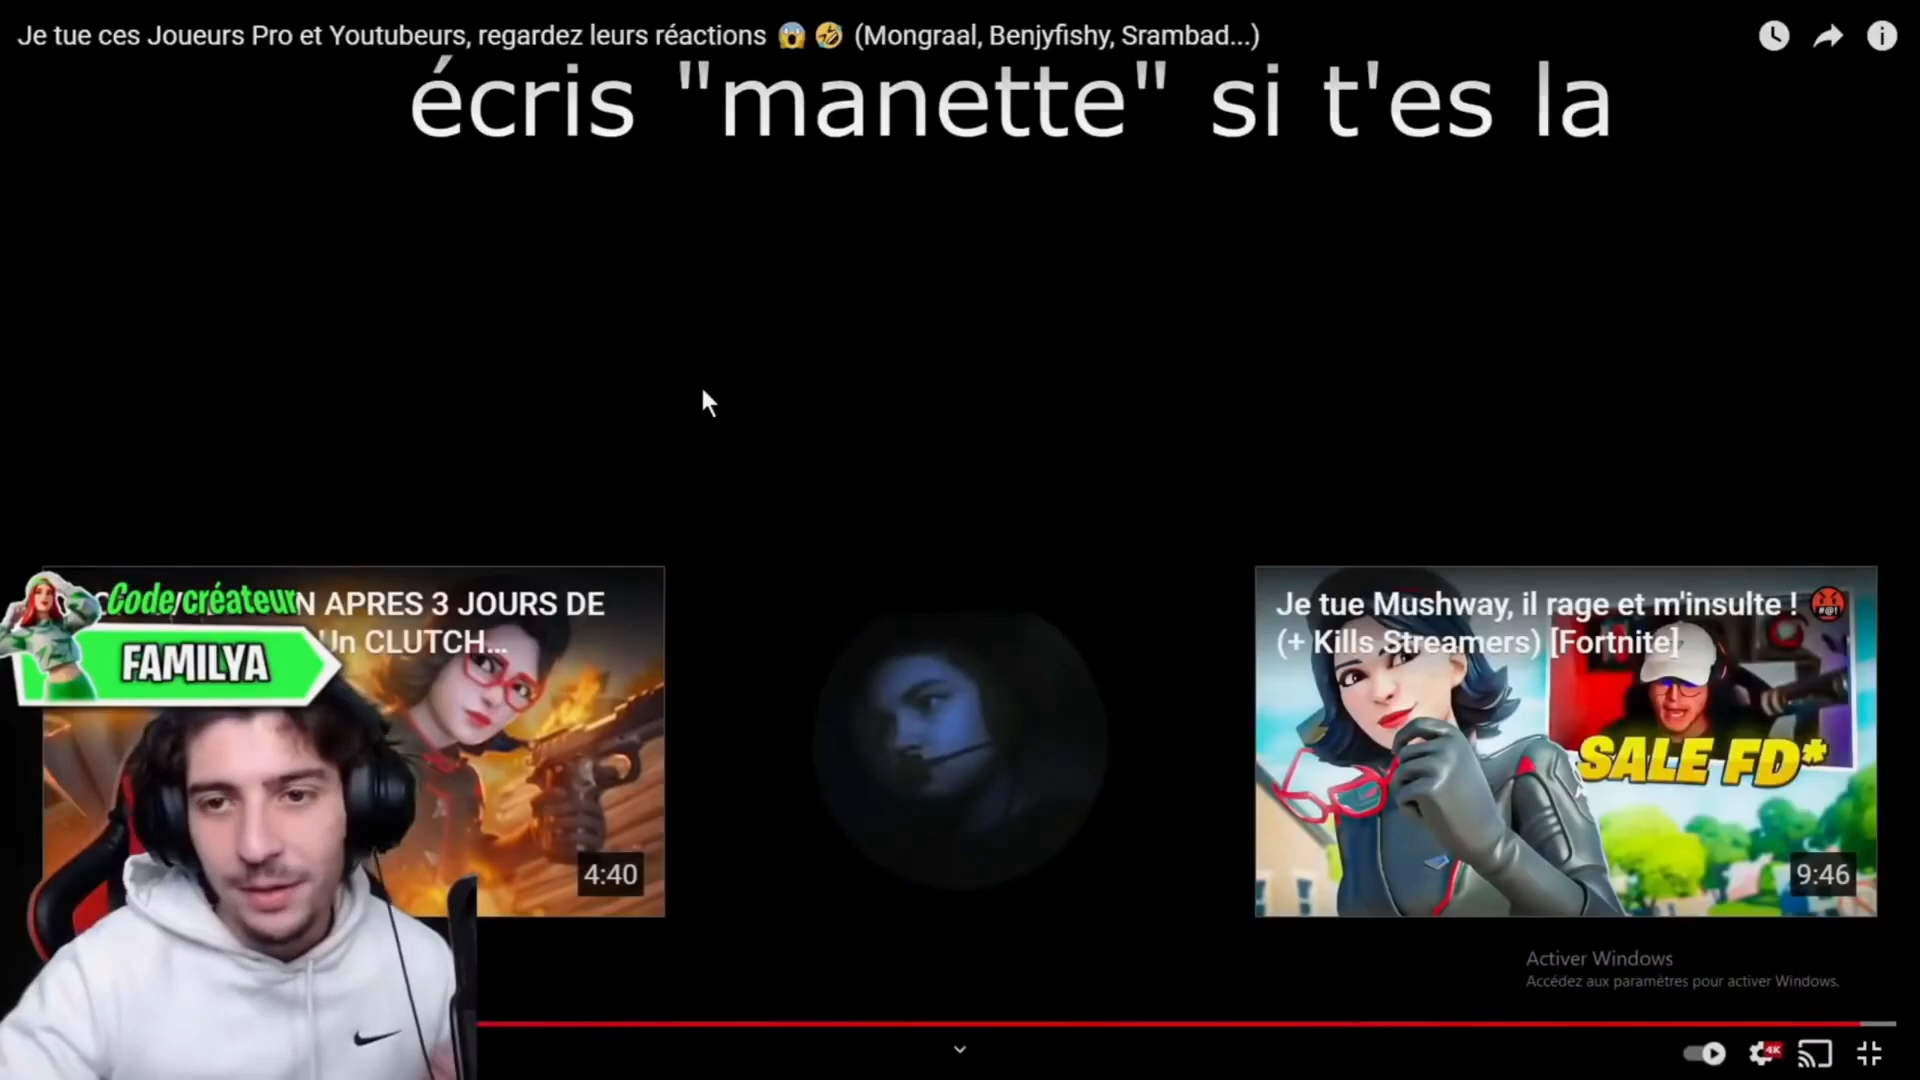 Je tue ces Joueurs Pro et Youtubeurs, regardez leurs réactions 😱 🤣 (Mongraal, Benjyfishy, Srambad...)
écris "manette" si t'es la
Code créateur
FAMILYA
N APRES 3 JOURS DE
Un CLUTCH...
4:40
Je tue Mushway, il rage et m'insulte ! 🤬
(+ Kills Streamers) [Fortnite]
SALE FD*
9:46
Activer Windows
Accédez aux paramètres pour activer Windows.
4K